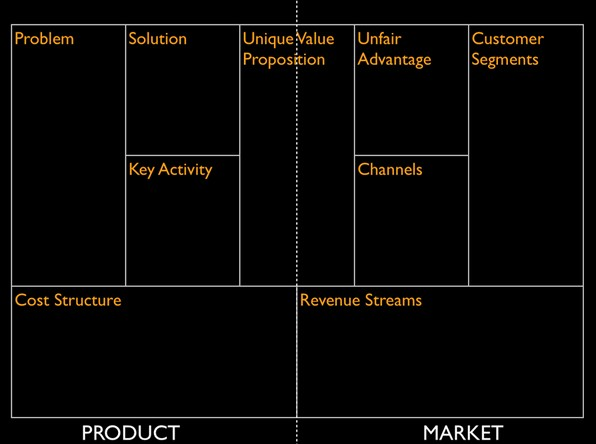 Problem
Solution
Unique Value
Proposition
Unfair
Advantage
Customer
Segments
Key Activity
Channels
Cost Structure
Revenue Streams
PRODUCT
MARKET